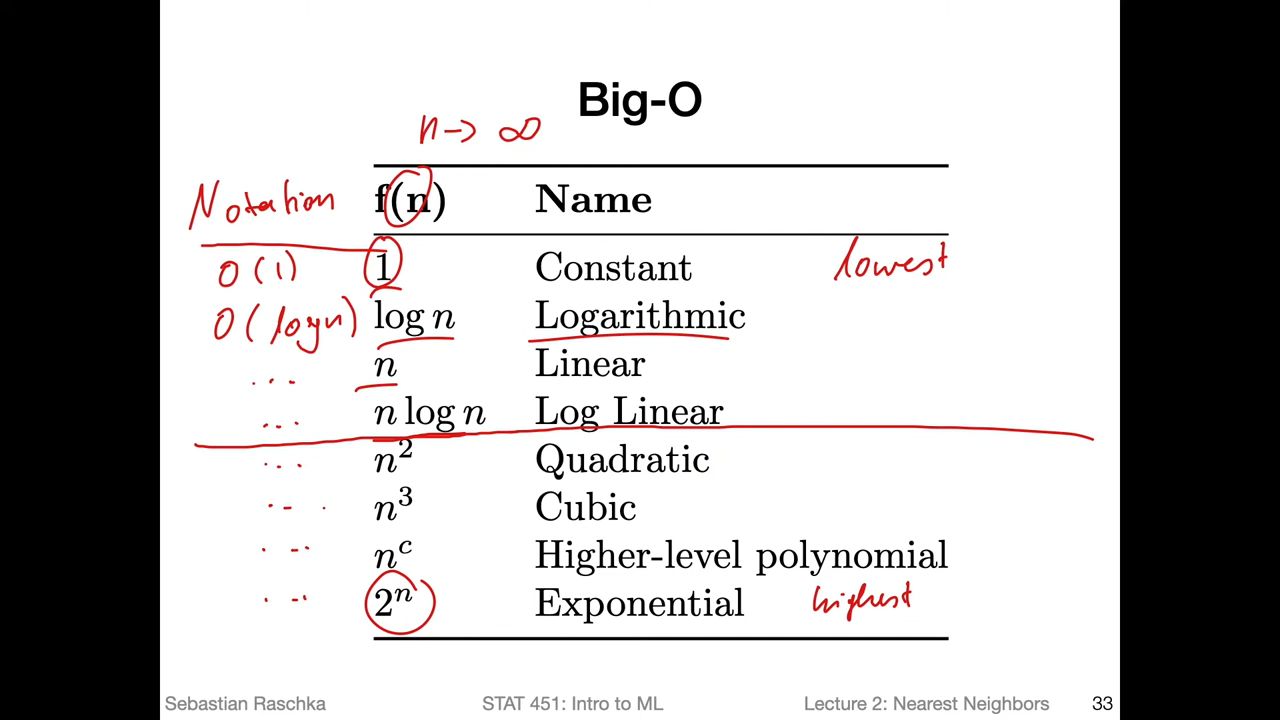 Big-O
n → ∞
Notation f(n) Name
O(1) 1 Constant lowest
O(log n) log n Logarithmic
... n Linear
... n log n Log Linear
... n² Quadratic
... n³ Cubic
... nᶜ Higher-level polynomial
... 2ⁿ Exponential highest
Sebastian Raschka STAT 451: Intro to ML Lecture 2: Nearest Neighbors 33